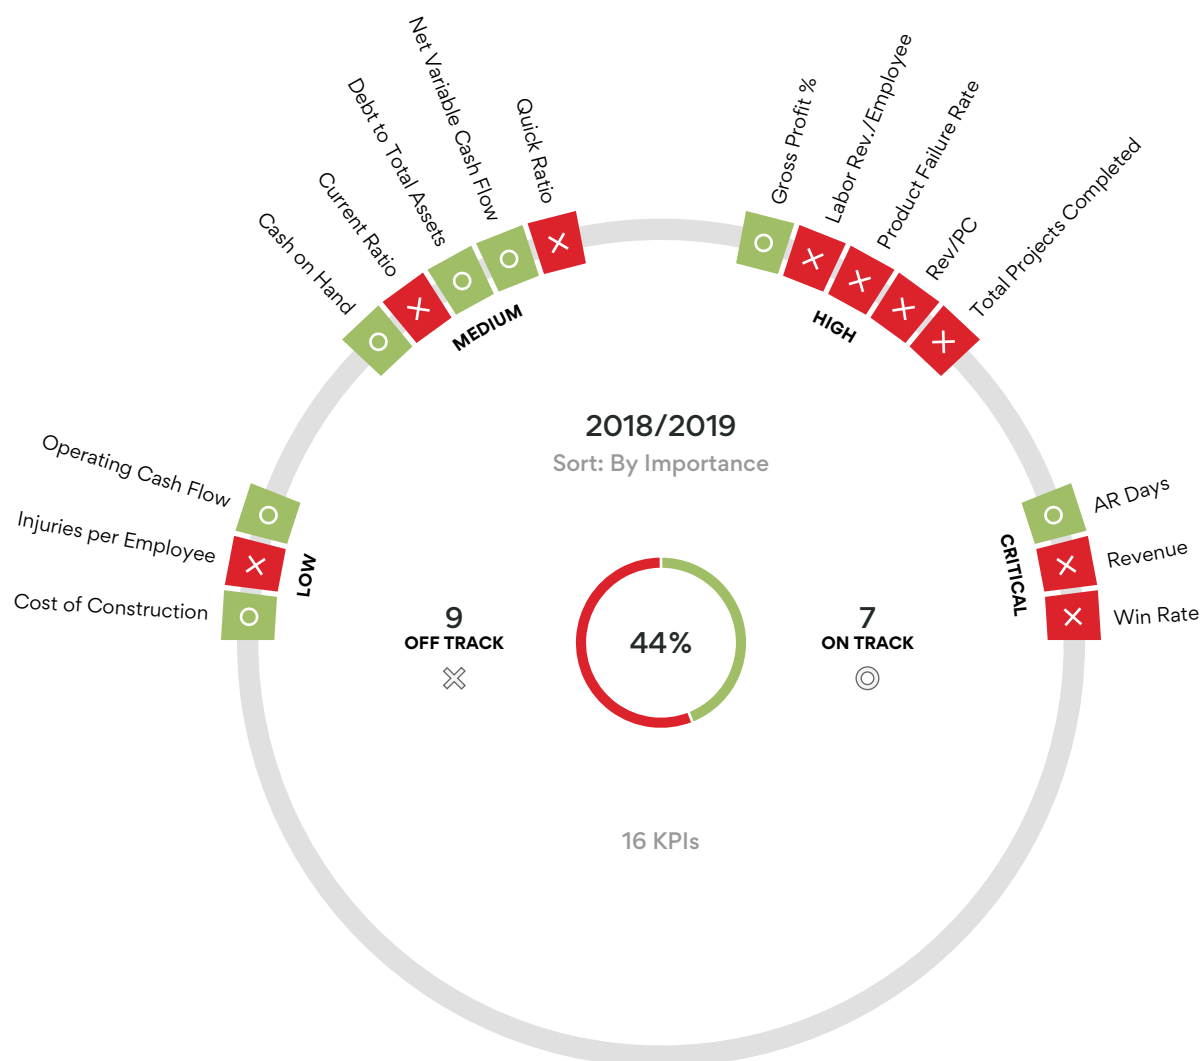 Net Variable Cash Flow
Labor Rev./Employee
Gross Profit %
Product Failure Rate
Debt to Total Assets
Quick Ratio
Total Projects Completed
Current Ratio
Cash on Hand
Rev/PC
MEDIUM
HIGH
2018/2019
Sort: By Importance
Operating Cash Flow
AR Days
Injuries per Employee
Revenue
Cost of Construction
Win Rate
LOW
CRITICAL
9
OFF TRACK
44%
7
ON TRACK
16 KPIs